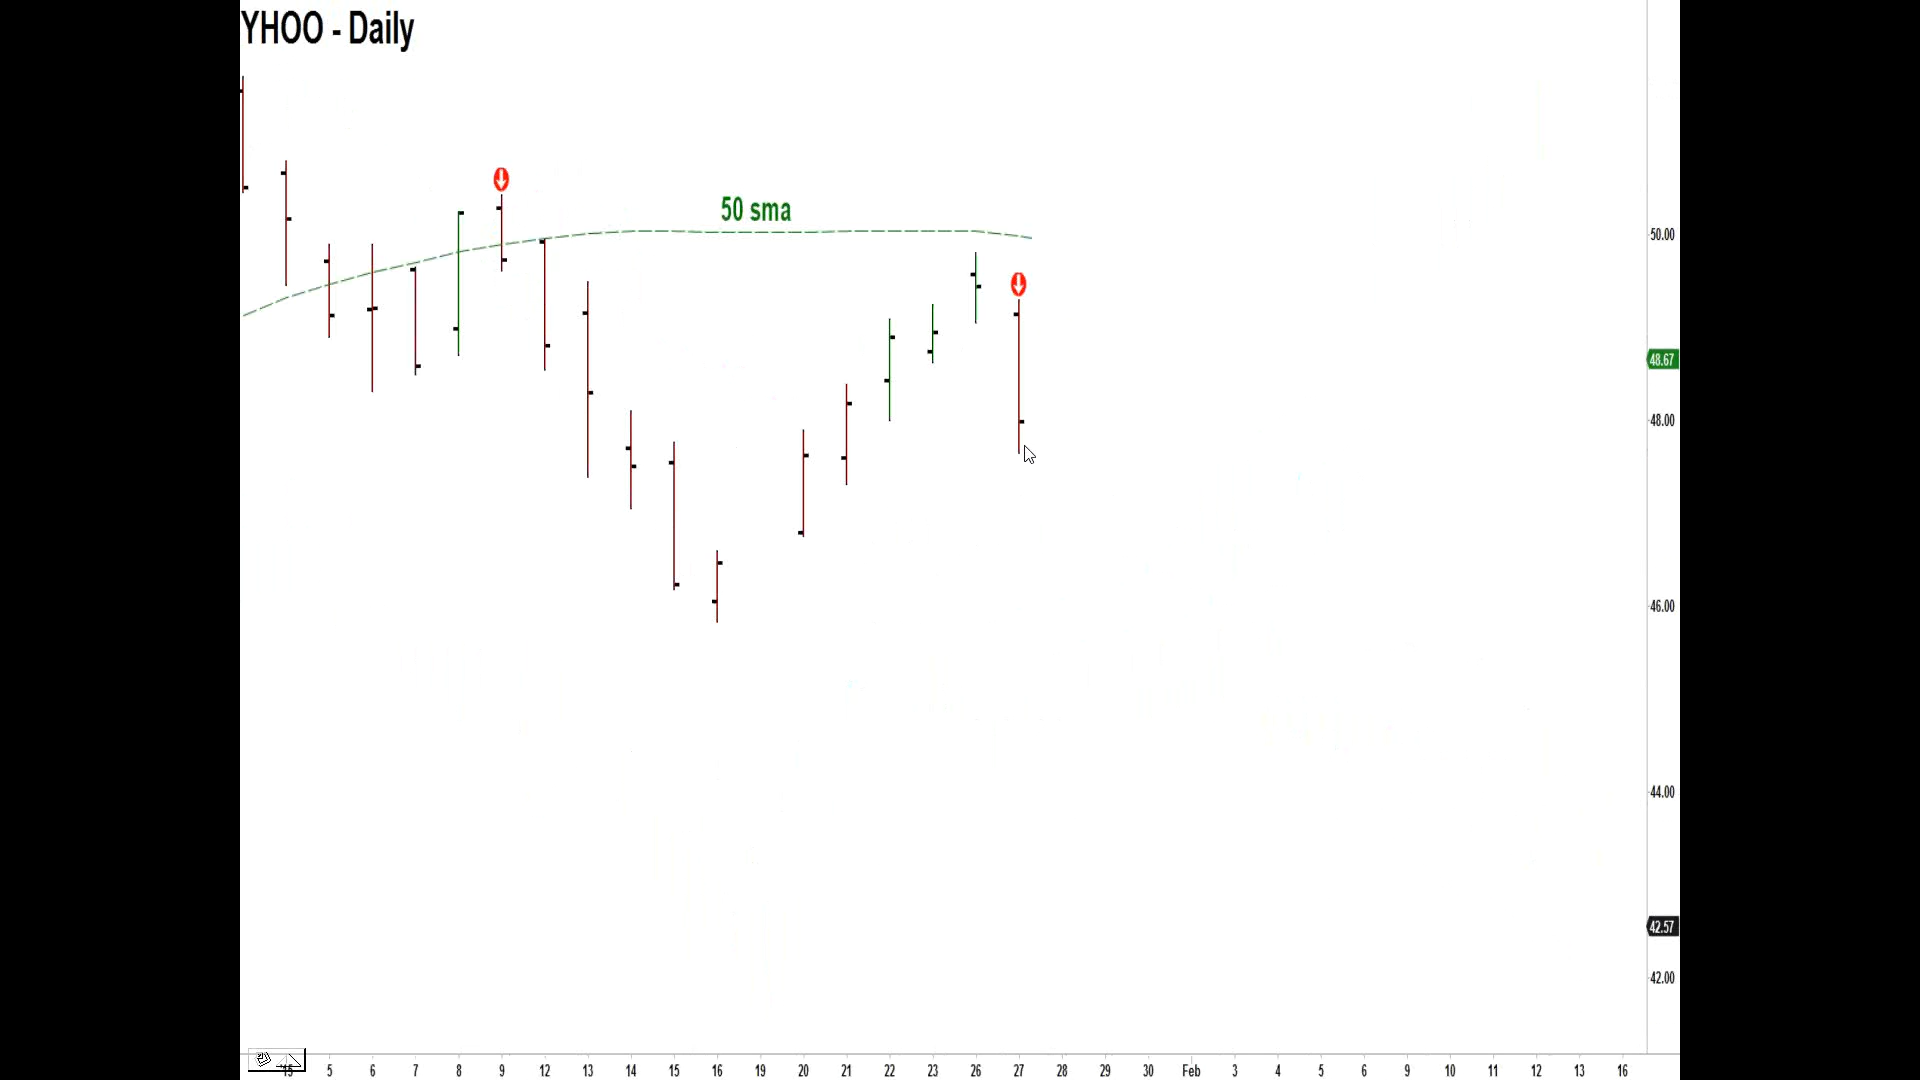 YHOO - Daily
50 sma
50.00
48.67
48.00
46.00
44.00
42.57
42.00
'15 5 6 7 8 9 12 13 14 15 16 19 20 21 22 23 26 27 28 29 30 Feb 3 4 5 6 9 10 11 12 13 16